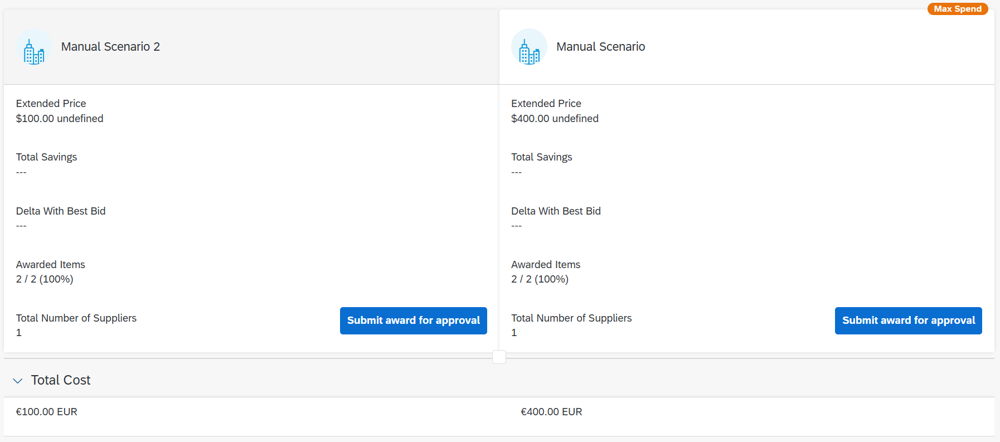 Max Spend
Manual Scenario 2
Manual Scenario
Extended Price
$100.00 undefined
Total Savings
---
Delta With Best Bid
---
Awarded Items
2 / 2 (100%)
Total Number of Suppliers
1
Submit award for approval
Extended Price
$400.00 undefined
Total Savings
---
Delta With Best Bid
---
Awarded Items
2 / 2 (100%)
Total Number of Suppliers
1
Submit award for approval
Total Cost
€100.00 EUR
€400.00 EUR